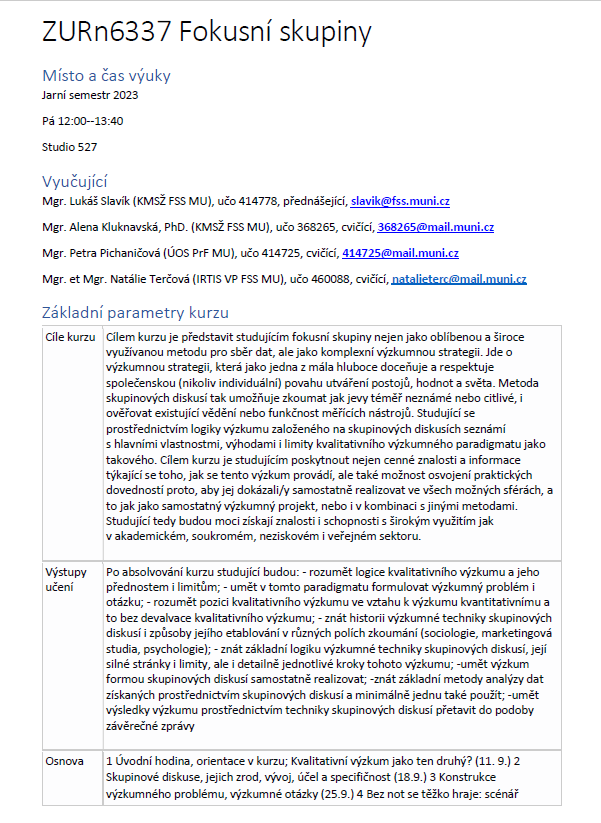 ZURn6337 Fokusní skupiny
Místo a čas výuky
Jarní semestr 2023
Pá 12:00--13:40
Studio 527
Vyučující
Mgr. Lukáš Slavík (KMSŽ FSS MU), učo 414778, přednášející, slavik@fss.muni.cz
Mgr. Alena Kluknavská, PhD. (KMSŽ FSS MU), učo 368265, cvičící, 368265@mail.muni.cz
Mgr. Petra Pichaničová (ÚOS PrF MU), učo 414725, cvičící, 414725@mail.muni.cz
Mgr. et Mgr. Natálie Terčová (IRTIS VP FSS MU), učo 460088, cvičící, natalieterc@mail.muni.cz
Základní parametry kurzu
Cíle kurzu
Cílem kurzu je představit studujícím fokusní skupiny nejen jako oblíbenou a široce
využívanou metodu pro sběr dat, ale jako komplexní výzkumnou strategii. Jde o
výzkumnou strategii, která jako jedna z mála hluboce doceňuje a respektuje
společenskou (nikoliv individuální) povahu utváření postojů, hodnot a světa. Metoda
skupinových diskusí tak umožňuje zkoumat jak jevy téměř neznámé nebo citlivé, i
ověřovat existující vědění nebo funkčnost měřících nástrojů. Studující se
prostřednictvím logiky výzkumu založeného na skupinových diskusích seznámí
s hlavními vlastnostmi, výhodami i limity kvalitativního výzkumného paradigmatu jako
takového. Cílem kurzu je studujícím poskytnout nejen cenné znalosti a informace
týkající se toho, jak se tento výzkum provádí, ale také možnost osvojení praktických
dovedností proto, aby jej dokázali/y samostatně realizovat ve všech možných sférách, a
to jak jako samostatný výzkumný projekt, nebo i v kombinaci s jinými metodami.
Studující tedy budou moci získají znalosti i schopnosti s širokým využitím jak
v akademickém, soukromém, neziskovém i veřejném sektoru.
Výstupy
učení
Po absolvování kurzu studující budou: - rozumět logice kvalitativního výzkumu a jeho
přednostem i limitům; - umět v tomto paradigmatu formulovat výzkumný problém i
otázku; - rozumět pozici kvalitativního výzkumu ve vztahu k výzkumu kvantitativnímu a
to bez devalvace kvalitativního výzkumu; - znát historii výzkumné techniky skupinových
diskusí i způsoby jejího etablování v různých polích zkoumání (sociologie, marketingová
studia, psychologie); - znát základní logiku výzkumné techniky skupinových diskusí, její
silné stránky i limity, ale i detailně jednotlivé kroky tohoto výzkumu; -umět výzkum
formou skupinových diskusí samostatně realizovat; -znát základní metody analýzy dat
získaných prostřednictvím skupinových diskusí a minimálně jednu také použít; -umět
výsledky výzkumu prostřednictvím techniky skupinových diskusí přetavit do podoby
závěrečné zprávy
Osnova
1 Úvodní hodina, orientace v kurzu; Kvalitativní výzkum jako ten druhý? (11. 9.) 2
Skupinové diskuse, jejich zrod, vývoj, účel a specifičnost (18.9.) 3 Konstrukce
výzkumného problému, výzkumné otázky (25.9.) 4 Bez not se těžko hraje: scénář